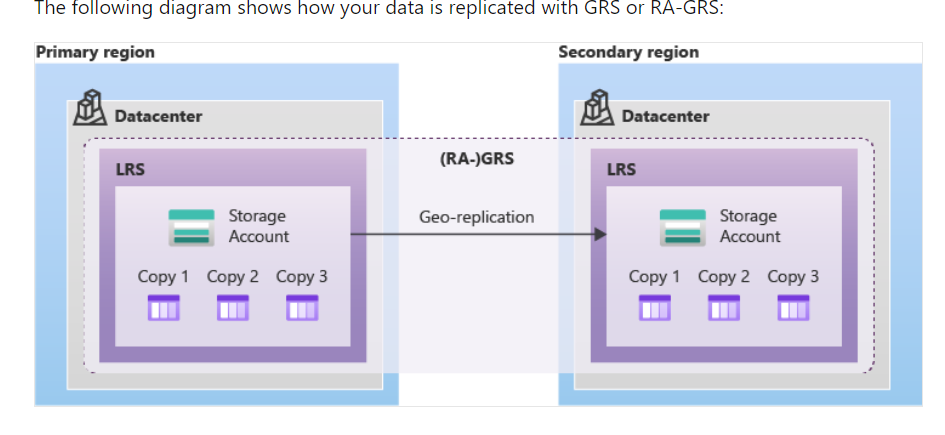 The following diagram shows how your data is replicated with GRS or RA-GRS:
Primary region
Secondary region
Datacenter
Datacenter
(RA-)GRS
LRS
LRS
Geo-replication
Storage
Account
Storage
Account
Copy 1 Copy 2 Copy 3
Copy 1 Copy 2 Copy 3